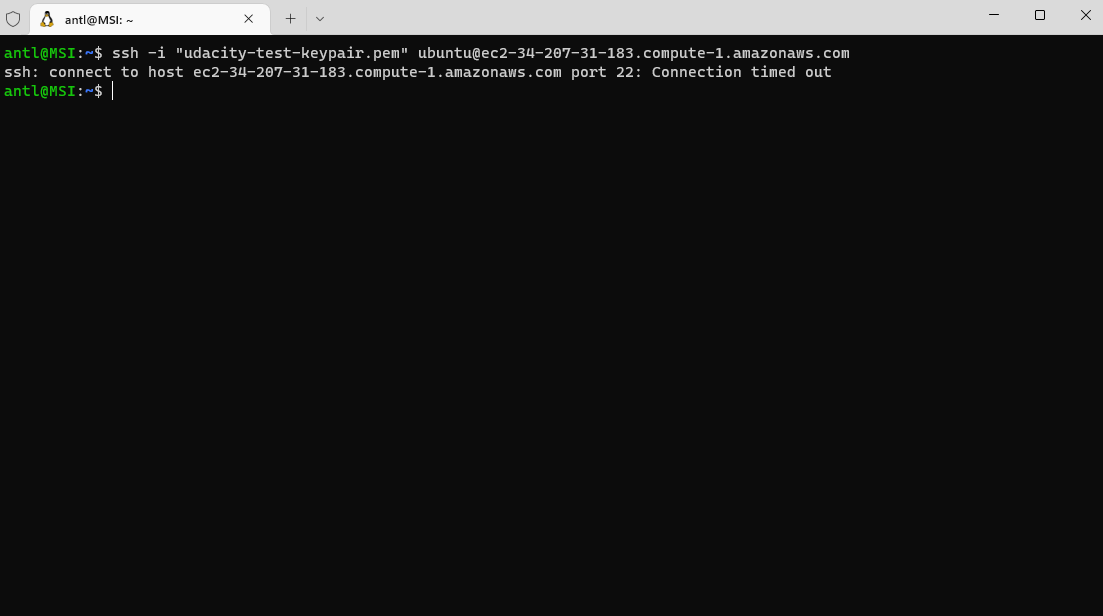 antl@MSI: ~
antl@MSI:~$ ssh -i "udacity-test-keypair.pem" ubuntu@ec2-34-207-31-183.compute-1.amazonaws.com
ssh: connect to host ec2-34-207-31-183.compute-1.amazonaws.com port 22: Connection timed out
antl@MSI:~$